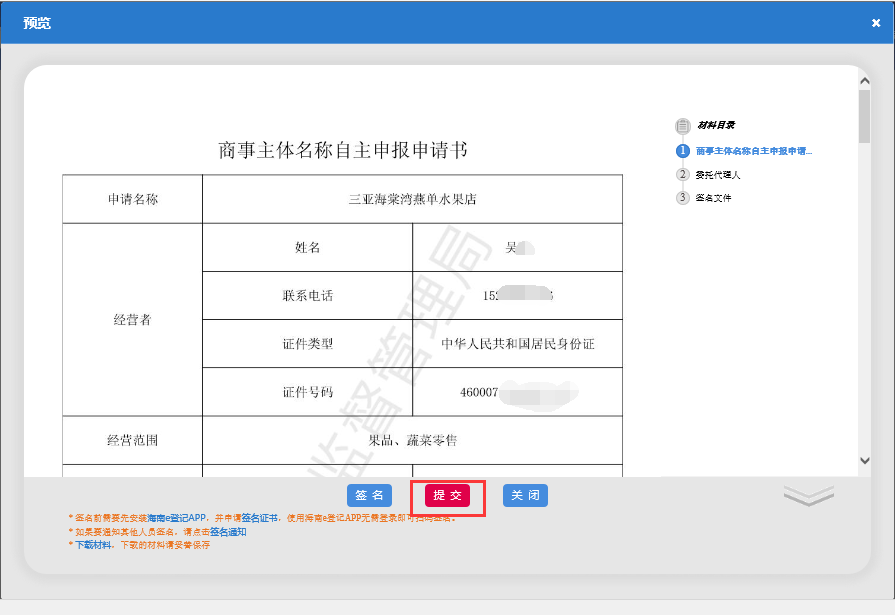 预览
商事主体名称自主申报申请书
申请名称 三亚海棠湾燕单水果店
经营者
姓名 吴
联系电话 152
证件类型 中华人民共和国居民身份证
证件号码 460007
经营范围 果品、蔬菜零售
监督管理局
材料目录
1 商事主体名称自主申报申请...
2 委托代理人
3 签名文件
签 名 提 交 关 闭
* 签名前需要先安装海南e登记APP，并申请签名证书，使用海南e登记APP无需登录即可扫码签名。
* 如果要通知其他人员签名，请点击签名通知
* 下载材料，下载的材料请妥善保存